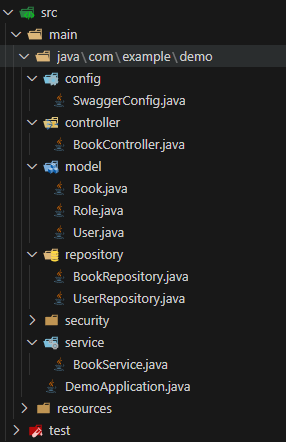 src
main
java\com\example\demo
config
SwaggerConfig.java
controller
BookController.java
model
Book.java
Role.java
User.java
repository
BookRepository.java
UserRepository.java
security
service
BookService.java
DemoApplication.java
resources
test